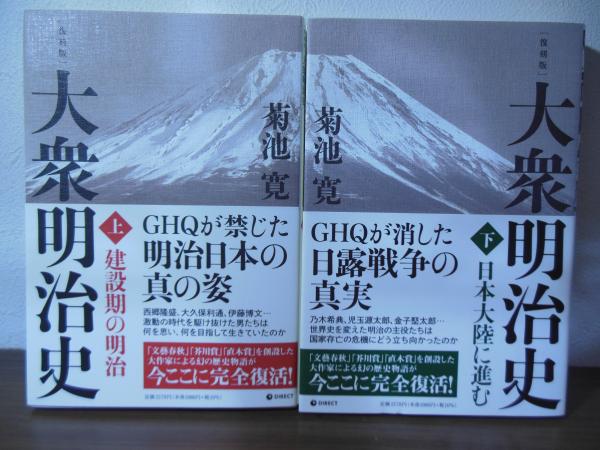 [復刻版]
大衆明治史
菊池 寛
上
建設期の明治
GHQが禁じた
明治日本の
真の姿
西郷隆盛、大久保利通、伊藤博文…
激動の時代を駆け抜けた男たちは
何を思い、何を目指して生きていたのか
「文藝春秋」「芥川賞」「直木賞」を創設した
大作家による幻の歴史物語が
今ここに完全復活!
DIRECT
[復刻版]
大衆明治史
菊池 寛
下
日本大陸に進む
GHQが消した
日露戦争の
真実
乃木希典、児玉源太郎、金子堅太郎…
世界史を変えた明治の主役たちは
国家存亡の危機にどう立ち向かったのか
「文藝春秋」「芥川賞」「直木賞」を創設した
大作家による幻の歴史物語が
今ここに完全復活!
DIRECT